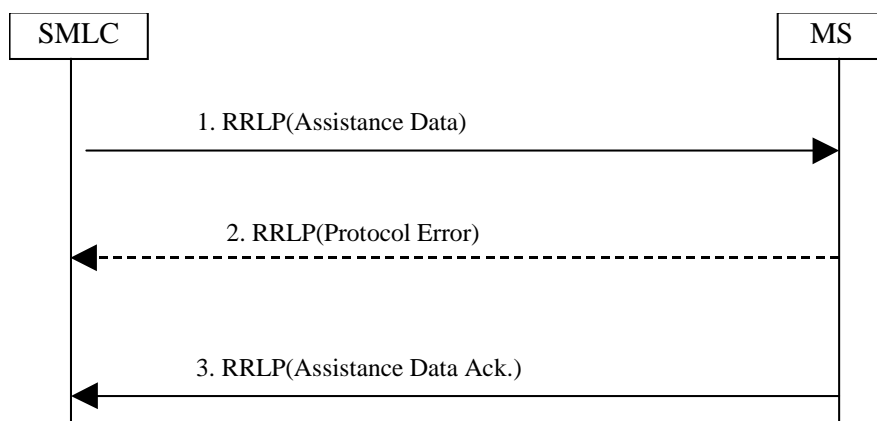 SMLC
MS
1. RRLP(Assistance Data)
2. RRLP(Protocol Error)
3. RRLP(Assistance Data Ack.)